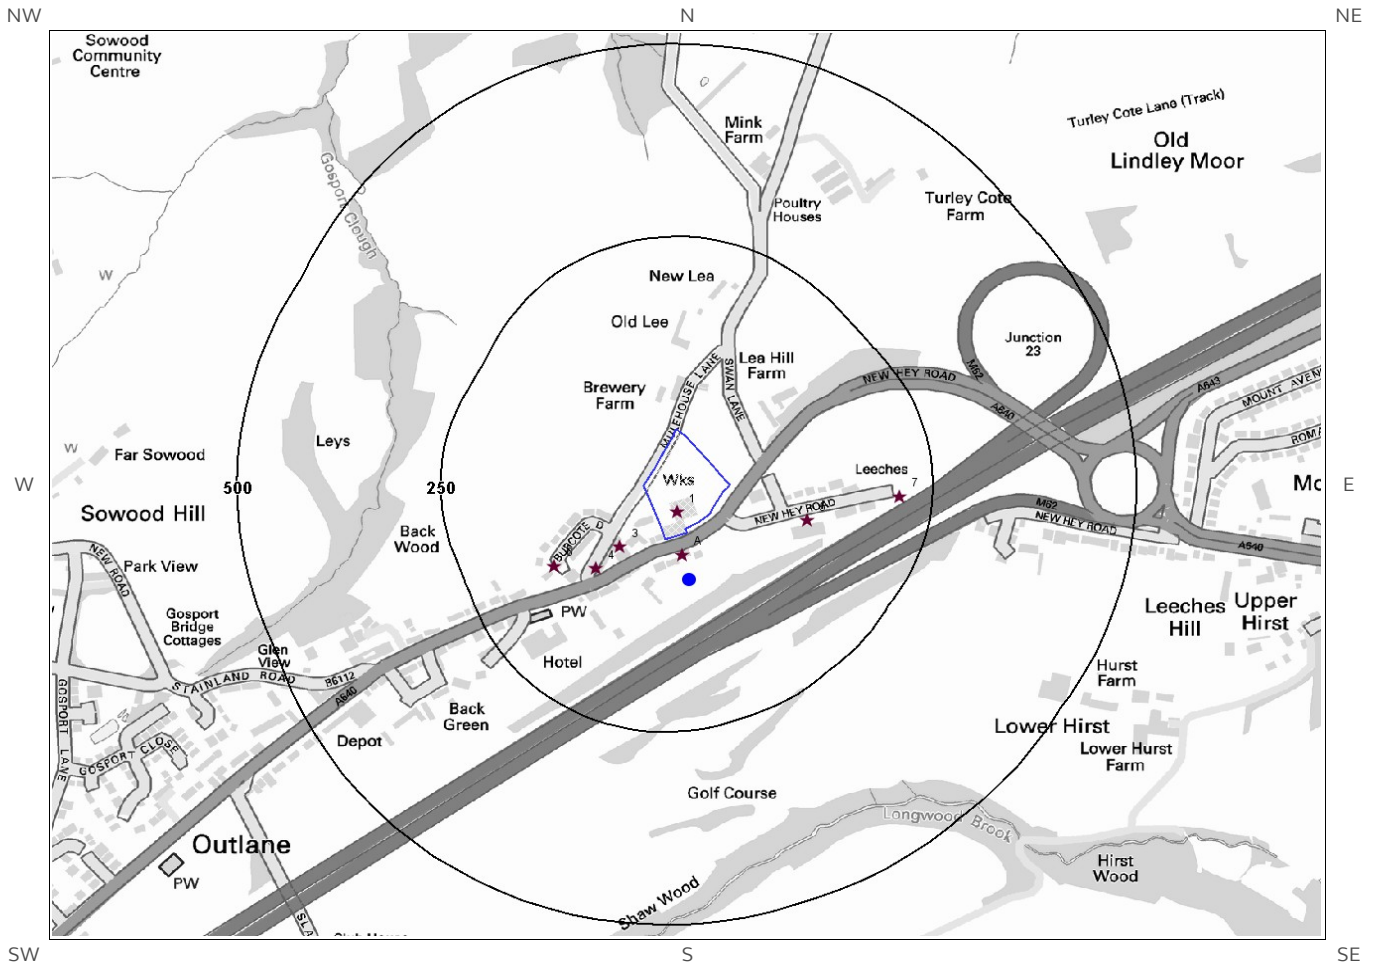 NW
N
NE
Sowood
Community
Centre
Turley Cote Lane (Track)
Mink
Farm
Old
Lindley Moor
Gosport Clough
Turley Cote
Farm
Poultry
Houses
W
New Lea
Old Lee
Junction
23
M62
Lea Hill
Farm
MULEHOUSE LANE
SWAN LANE
NEW HEY ROAD
A640
A643
MOUNT AVEN
Brewery
Farm
ROMA
Leys
W
Far Sowood
Leeches
W
500
250
Wks
1
7
E
Mo
Sowood Hill
Back
Wood
NEW HEY ROAD
M62
NEW HEY ROAD
A640
3
A
4
NEW ROAD
Park View
Gosport
Bridge
Cottages
PW
Leeches
Hill
Upper
Hirst
Glen
View
Hotel
STAINLAND ROAD
B6112
A640
Hurst
Farm
GOSPORT LANE
Back
Green
Lower Hirst
Depot
Lower Hurst
Farm
GOSPORT CLOSE
Golf Course
Longwood Brook
Outlane
PW
Hirst
Wood
Shaw Wood
SW
S
SE